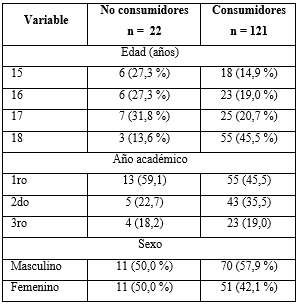 Variable No consumidores Consumidores
n = 22 n = 121
Edad (años)
15 6 (27,3 %) 18 (14,9 %)
16 6 (27,3 %) 23 (19,0 %)
17 7 (31,8 %) 25 (20,7 %)
18 3 (13,6 %) 55 (45,5 %)
Año académico
1ro 13 (59,1) 55 (45,5)
2do 5 (22,7) 43 (35,5)
3ro 4 (18,2) 23 (19,0)
Sexo
Masculino 11 (50,0 %) 70 (57,9 %)
Femenino 11 (50,0 %) 51 (42,1 %)